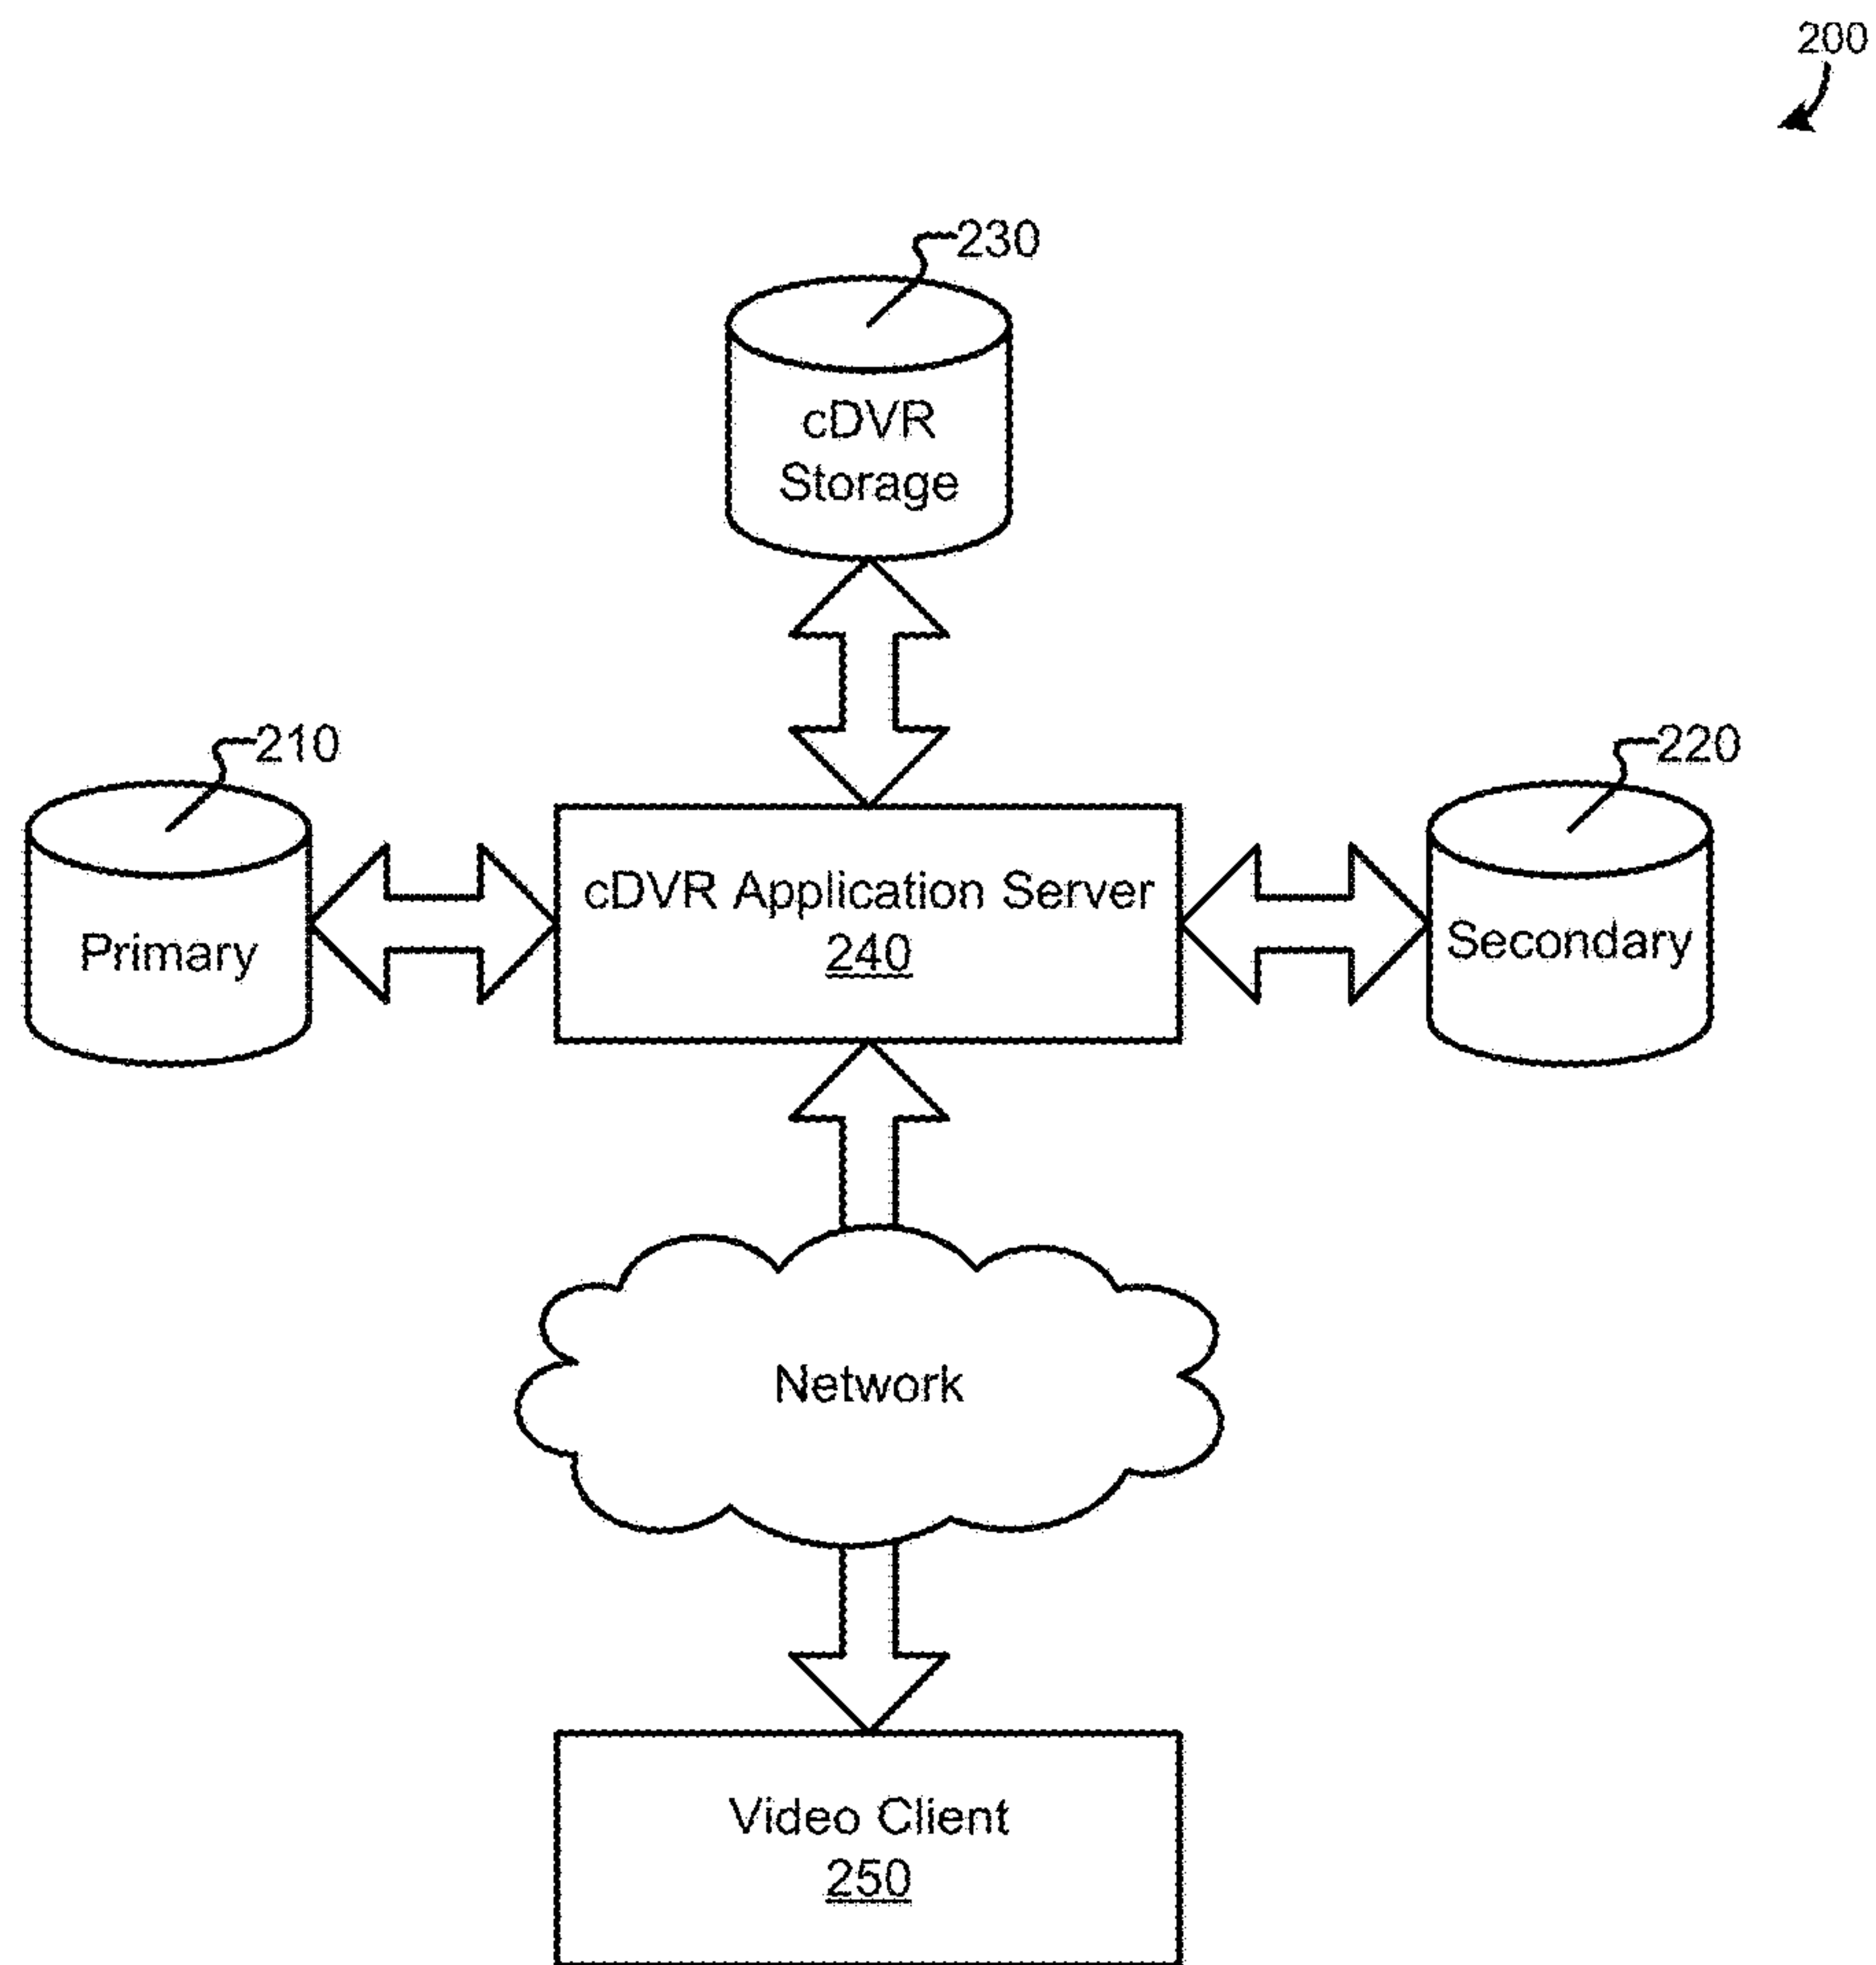 200
230
cDVR
Storage
210
220
Primary
cDVR Application Server
240
Secondary
Network
Video Client
250